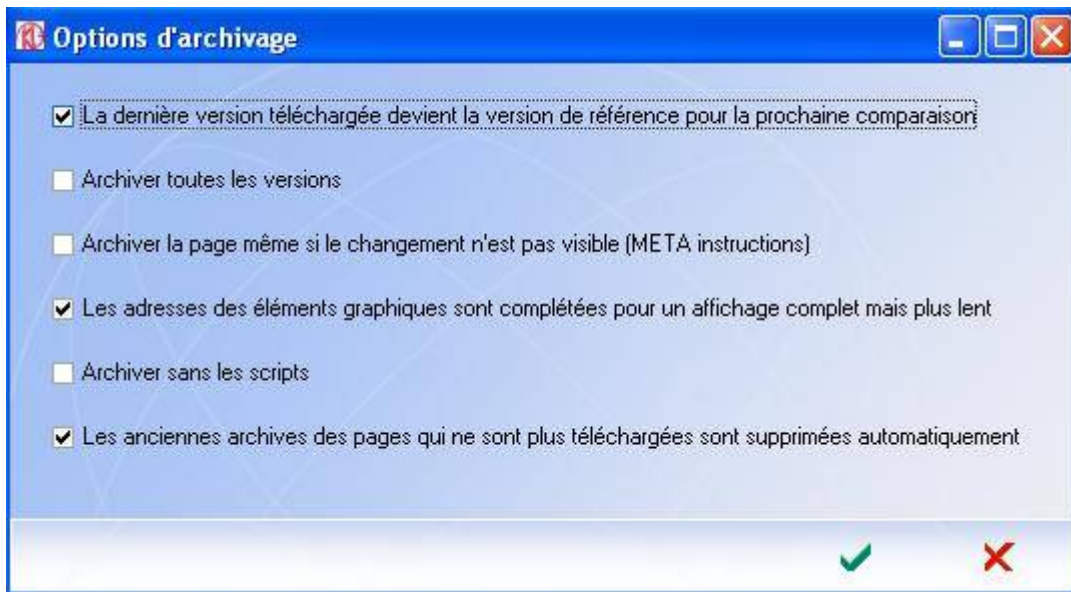 Options d'archivage
La dernière version téléchargée devient la version de référence pour la prochaine comparaison
Archiver toutes les versions
Archiver la page même si le changement n'est pas visible (META instructions)
Les adresses des éléments graphiques sont complétées pour un affichage complet mais plus lent
Archiver sans les scripts
Les anciennes archives des pages qui ne sont plus téléchargées sont supprimées automatiquement